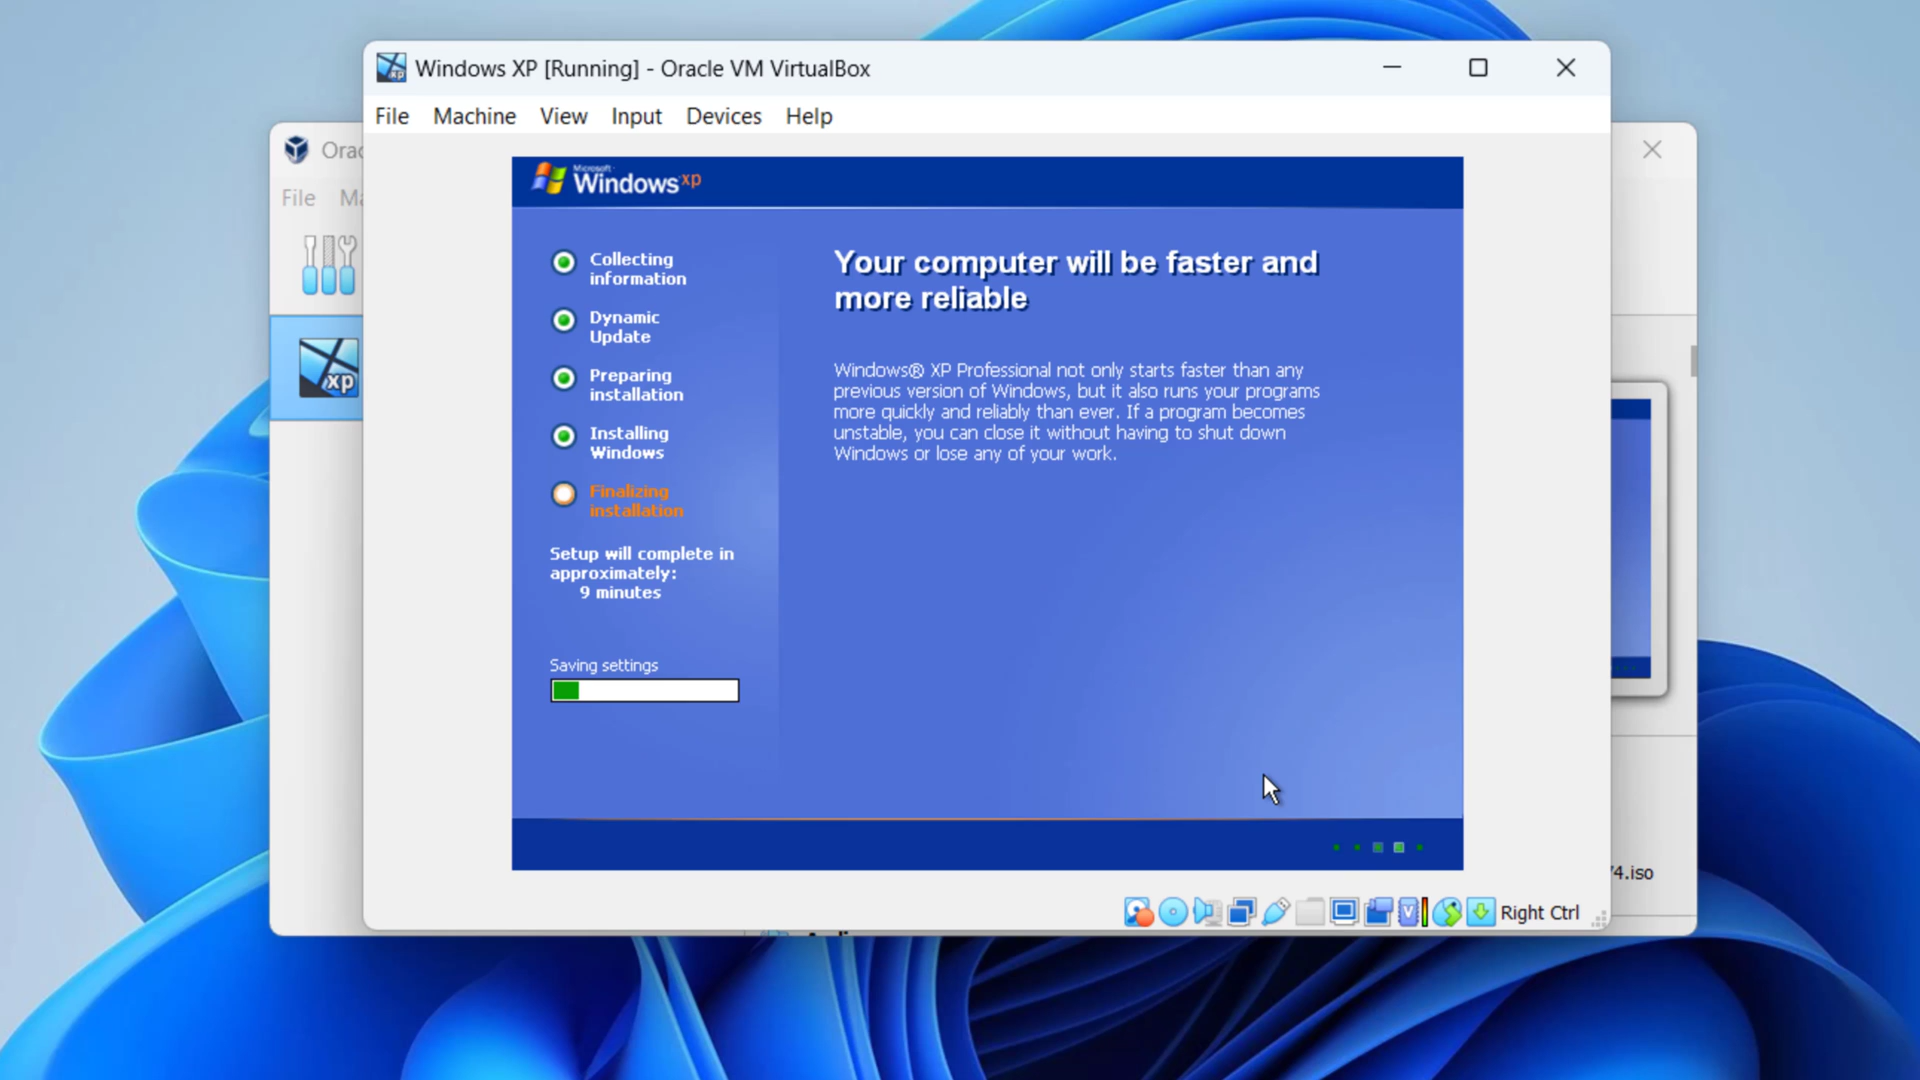 Windows XP [Running] - Oracle VM VirtualBox
File Machine View Input Devices Help
Orac
File Ma
xp
Microsoft
Windows xp
Collecting
information
Dynamic
Update
Preparing
installation
Installing
Windows
Finalizing
installation
Setup will complete in
approximately:
9 minutes
Saving settings
Your computer will be faster and
more reliable
Windows® XP Professional not only starts faster than any
previous version of Windows, but it also runs your programs
more quickly and reliably than ever. If a program becomes
unstable, you can close it without having to shut down
Windows or lose any of your work.
4.iso
V
Right Ctrl